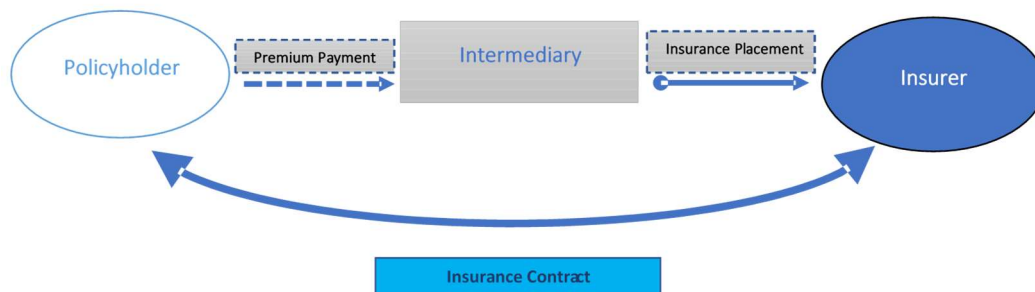 Policyholder
Premium Payment
Intermediary
Insurance Placement
Insurer
Insurance Contract